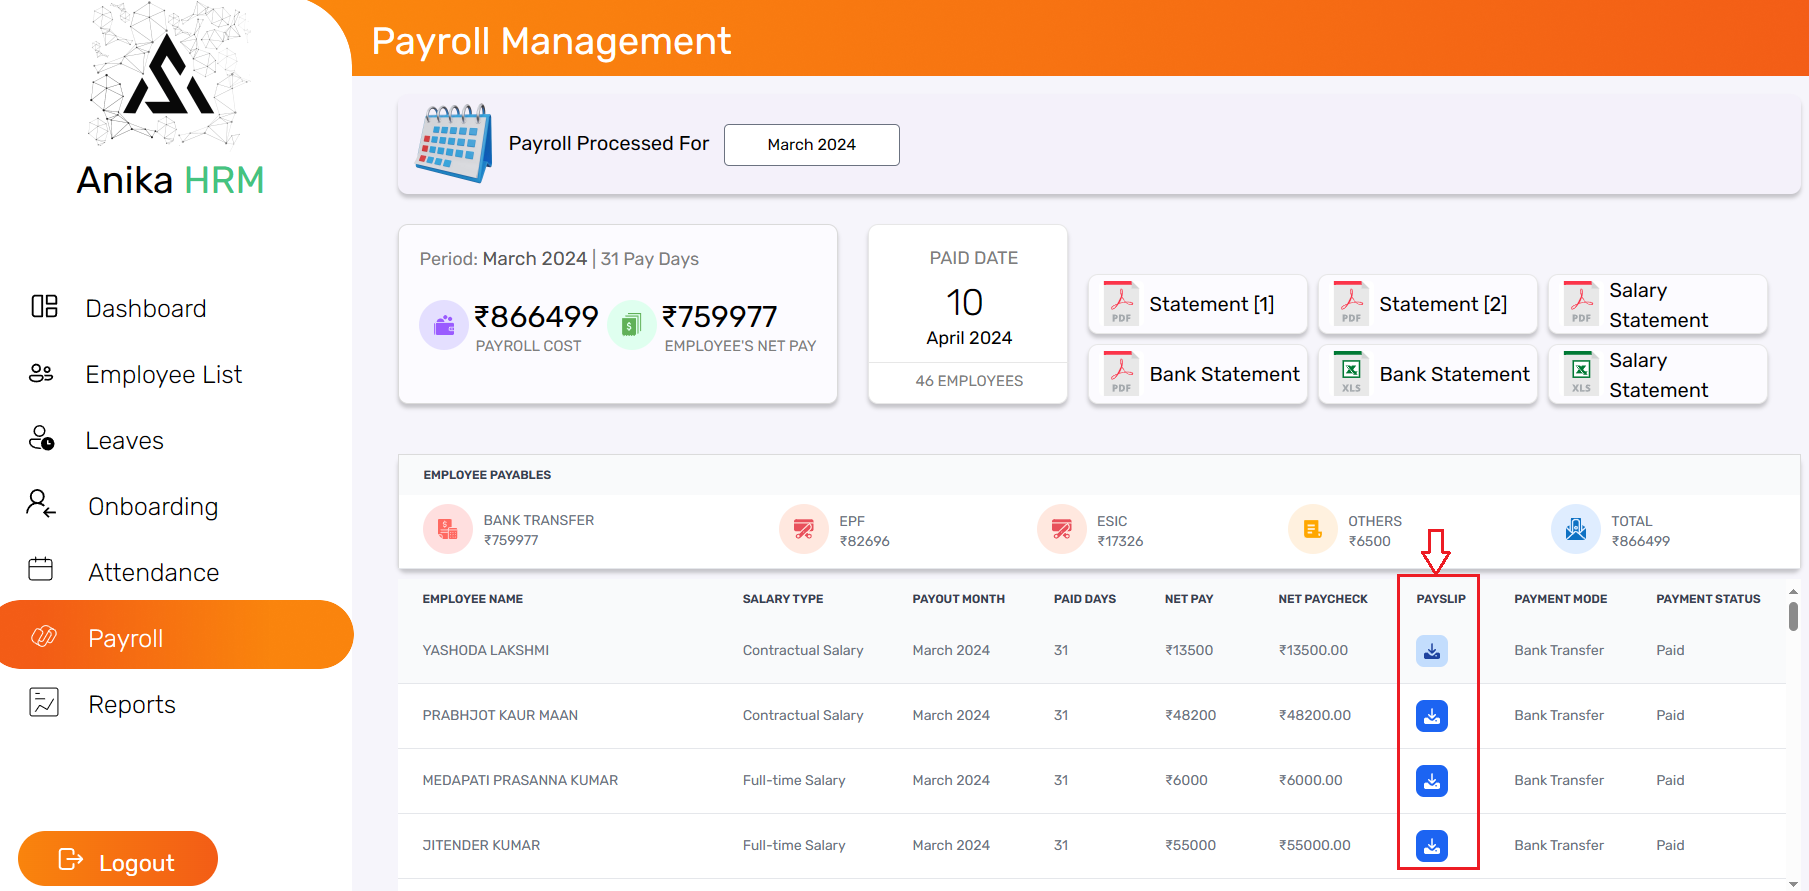 Payroll Management
Anika HRM
Dashboard
Employee List
Leaves
Onboarding
Attendance
Payroll
Reports
Logout
Payroll Processed For March 2024
Period: March 2024 | 31 Pay Days
₹866499 ₹759977
PAYROLL COST EMPLOYEE'S NET PAY
PAID DATE
10
April 2024
46 EMPLOYEES
PDF Statement [1]
PDF Statement [2]
PDF Salary
Statement
PDF Bank Statement
XLS Bank Statement
XLS Salary
Statement
EMPLOYEE PAYABLES
BANK TRANSFER
₹759977
EPF
₹82696
ESIC
₹17326
OTHERS
₹6500
TOTAL
₹866499
EMPLOYEE NAME SALARY TYPE PAYOUT MONTH PAID DAYS NET PAY NET PAYCHECK PAYSLIP PAYMENT MODE PAYMENT STATUS
YASHODA LAKSHMI Contractual Salary March 2024 31 ₹13500 ₹13500.00 Bank Transfer Paid
PRABHJOT KAUR MAAN Contractual Salary March 2024 31 ₹48200 ₹48200.00 Bank Transfer Paid
MEDAPATI PRASANNA KUMAR Full-time Salary March 2024 31 ₹6000 ₹6000.00 Bank Transfer Paid
JITENDER KUMAR Full-time Salary March 2024 31 ₹55000 ₹55000.00 Bank Transfer Paid